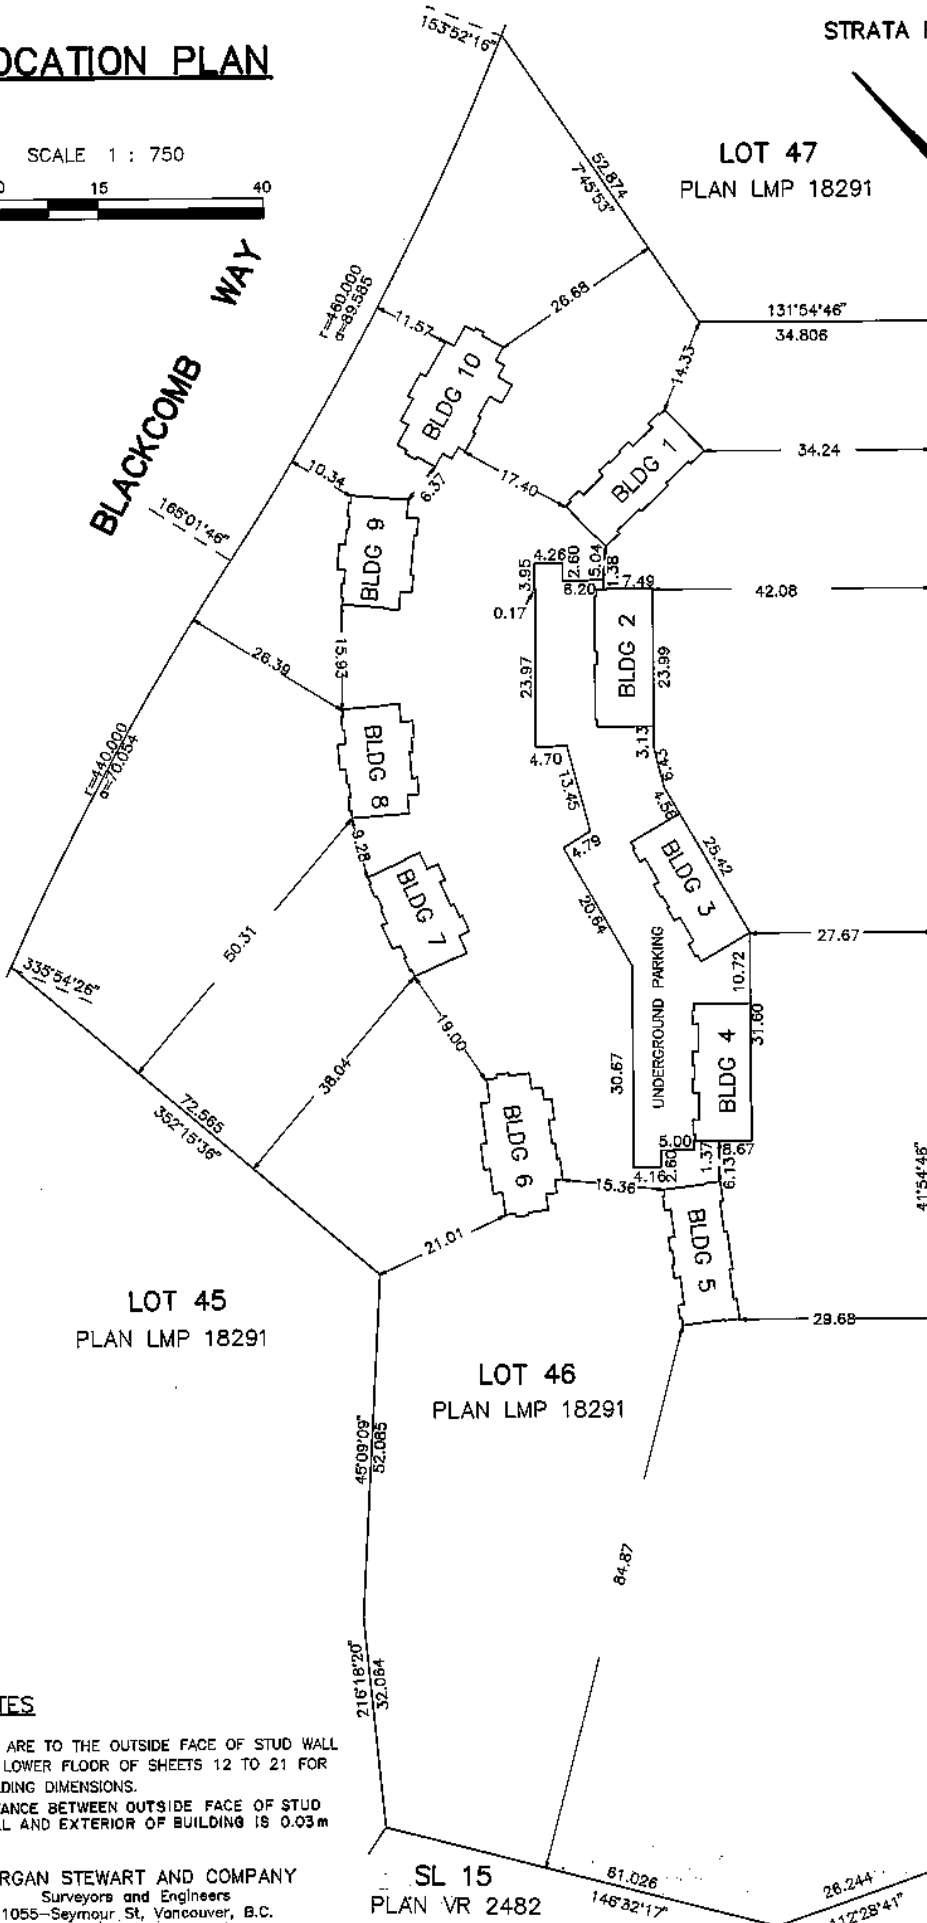 OCATION PLAN
STRATA
SCALE 1 : 750
0 15 40
LOT 47
PLAN LMP 18291
153°52'16"
52.874
7°45'53"
BLACKCOMB WAY
r=460.000
a=89.585
11.57
26.68
131°54'46"
34.806
14.33
BLDG 10
BLDG 1
34.24
10.34
6.37
17.40
165°01'46"
BLDG 9
4.26
2.60
5.04
1.38
3.95
6.20
7.49
0.17
42.08
BLDG 2
15.93
26.39
23.97
23.99
r=440.000
a=70.054
BLDG 8
4.70
3.13
6.43
13.45
4.56
9.28
4.79
25.42
BLDG 7
BLDG 3
20.64
50.31
27.67
335°54'26"
10.72
UNDERGROUND PARKING
19.00
38.04
31.60
30.67
BLDG 4
72.565
352°15'36"
BLDG 6
5.00
8.67
4.16
2.60
1.37
6.13
15.36
41°54'46"
21.01
BLDG 5
LOT 45
PLAN LMP 18291
29.68
LOT 46
PLAN LMP 18291
45°09'09"
52.085
84.87
216°18'20"
32.064
TES
ARE TO THE OUTSIDE FACE OF STUD WALL
LOWER FLOOR OF SHEETS 12 TO 21 FOR
DING DIMENSIONS.
TANCE BETWEEN OUTSIDE FACE OF STUD
LL AND EXTERIOR OF BUILDING IS 0.03m
RGAN STEWART AND COMPANY
Surveyors and Engineers
1055-Seymour St, Vancouver, B.C.
SL 15
PLAN VR 2482
61.026
146°32'17"
26.244
112°28'41"